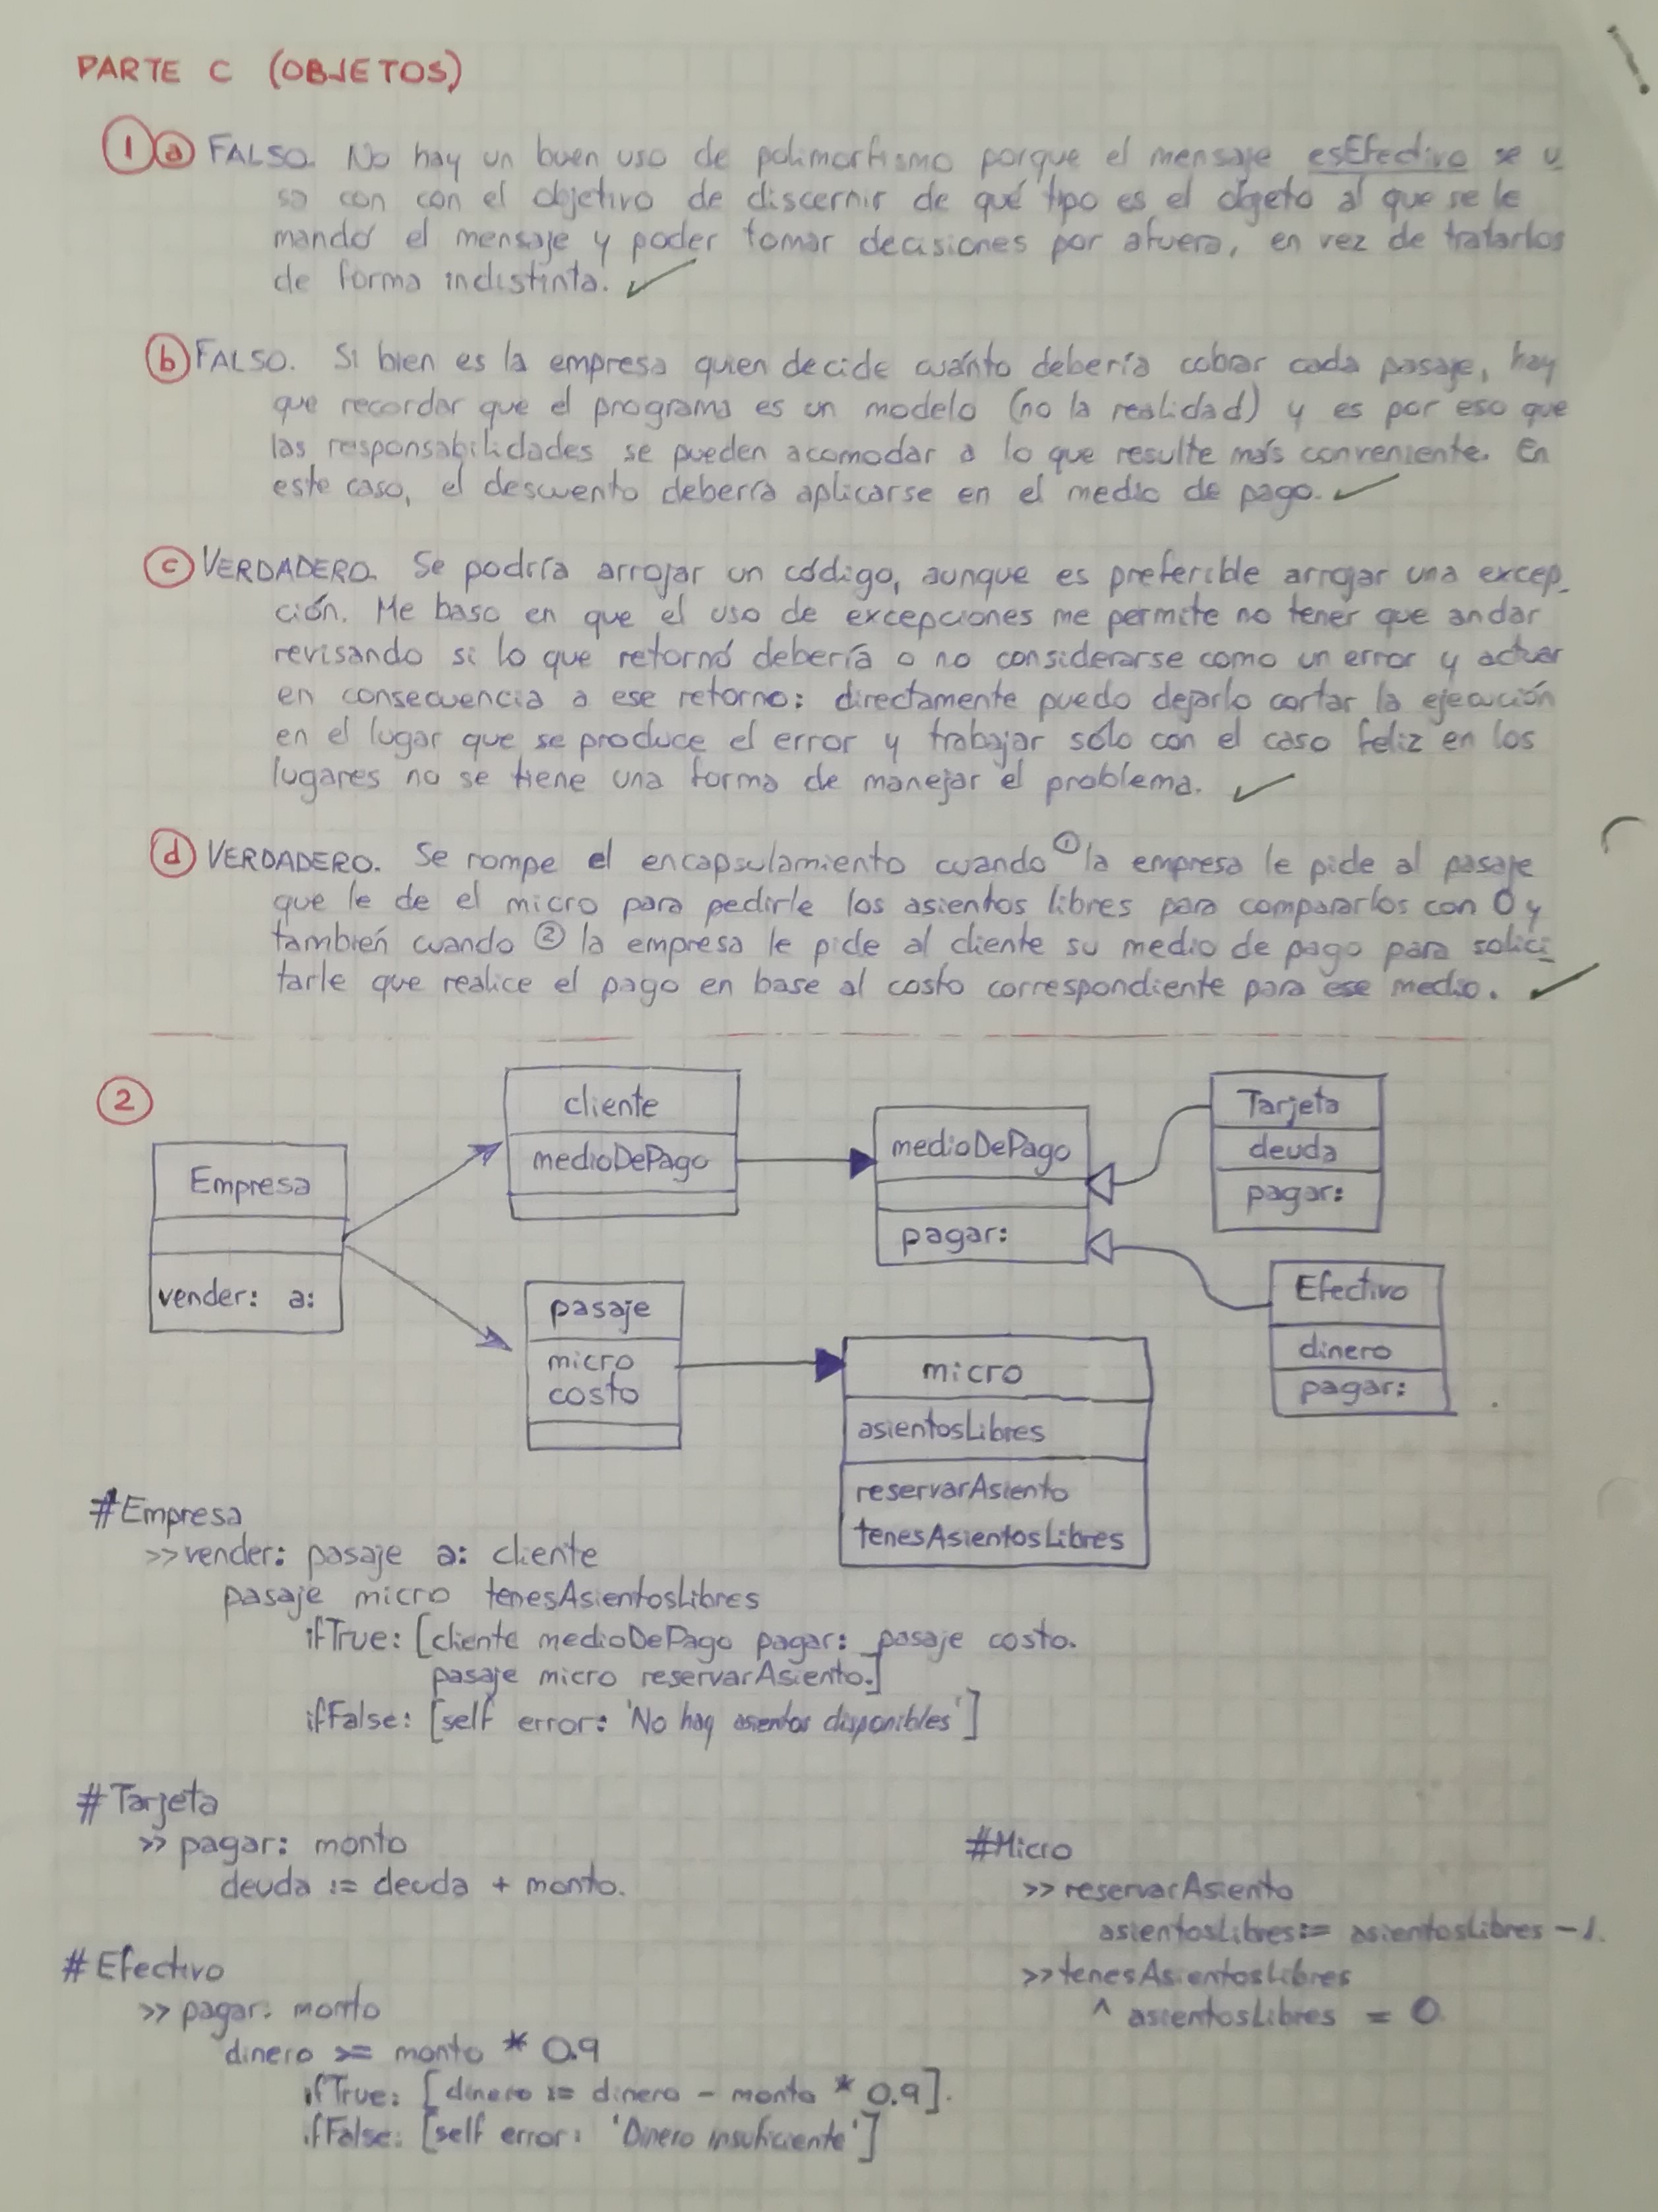 PARTE C (OBJETOS)
1 a FALSO. No hay un buen uso de polimorfismo porque el mensaje esEfectivo se u
sa con con el objetivo de discernir de qué tipo es el objeto al que se le
mandó el mensaje y poder tomar decisiones por afuera, en vez de tratarlos
de forma indistinta.
b FALSO. Si bien es la empresa quien decide cuánto debería cobrar cada pasaje, hay
que recordar que el programa es un modelo (no la realidad) y es por eso que
las responsabilidades se pueden acomodar a lo que resulte más conveniente. En
este caso, el descuento debería aplicarse en el medio de pago.
c VERDADERO. Se podría arrojar un código, aunque es preferible arrojar una excep_
ción. Me baso en que el uso de excepciones me permite no tener que andar
revisando si lo que retornó debería o no considerarse como un error y actuar
en consecuencia a ese retorno: directamente puedo dejarlo cortar la ejecución
en el lugar que se produce el error y trabajar sólo con el caso feliz en los
lugares no se tiene una forma de manejar el problema.
d VERDADERO. Se rompe el encapsulamiento cuando ① la empresa le pide al pasaje
que le de el micro para pedirle los asientos libres para compararlos con 0 y
también cuando ② la empresa le pide al cliente su medio de pago para solici_
tarle que realice el pago en base al costo correspondiente para ese medio.
2
Empresa
vender: a:
cliente
medioDePago
medioDePago
pagar:
Tarjeta
deuda
pagar:
Efectivo
dinero
pagar:
pasaje
micro
costo
micro
asientosLibres
reservarAsiento
tenesAsientosLibres
#Empresa
>>vender: pasaje a: cliente
pasaje micro tenesAsientosLibres
ifTrue: [cliente medioDePago pagar: pasaje costo.
pasaje micro reservarAsiento.]
ifFalse: [self error: 'No hay asientos disponibles']
#Tarjeta
>> pagar: monto
deuda := deuda + monto.
#Efectivo
>> pagar: monto
dinero >= monto * 0.9
ifTrue: [dinero := dinero - monto * 0.9].
ifFalse: [self error: 'Dinero insuficiente']
#Micro
>> reservarAsiento
asientosLibres:= asientosLibres -1.
>>tenesAsientosLibres
^ asientosLibres = 0